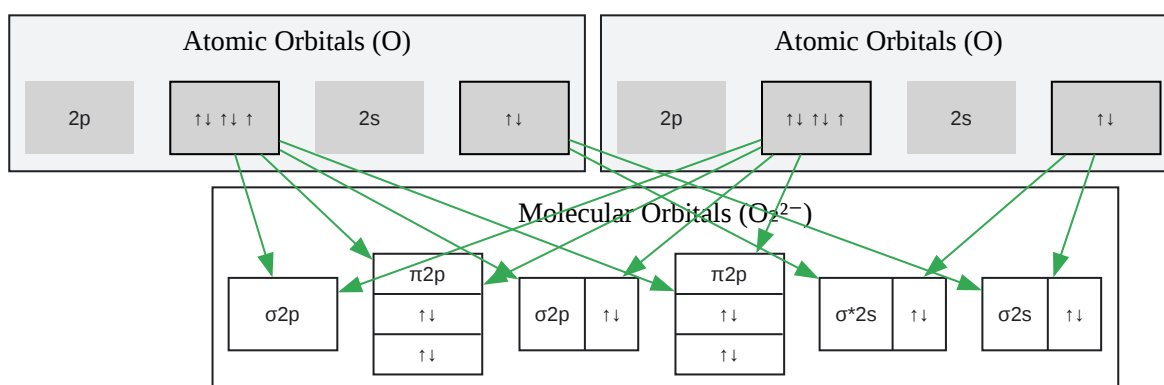 Atomic Orbitals (O)
2p ↑↓ ↑↓ ↑ 2s ↑↓
Atomic Orbitals (O)
2p ↑↓ ↑↓ ↑ 2s ↑↓
Molecular Orbitals (O₂²⁻)
σ2p
π2p
↑↓
↑↓
σ2p ↑↓
π2p
↑↓
↑↓
σ*2s ↑↓
σ2s ↑↓